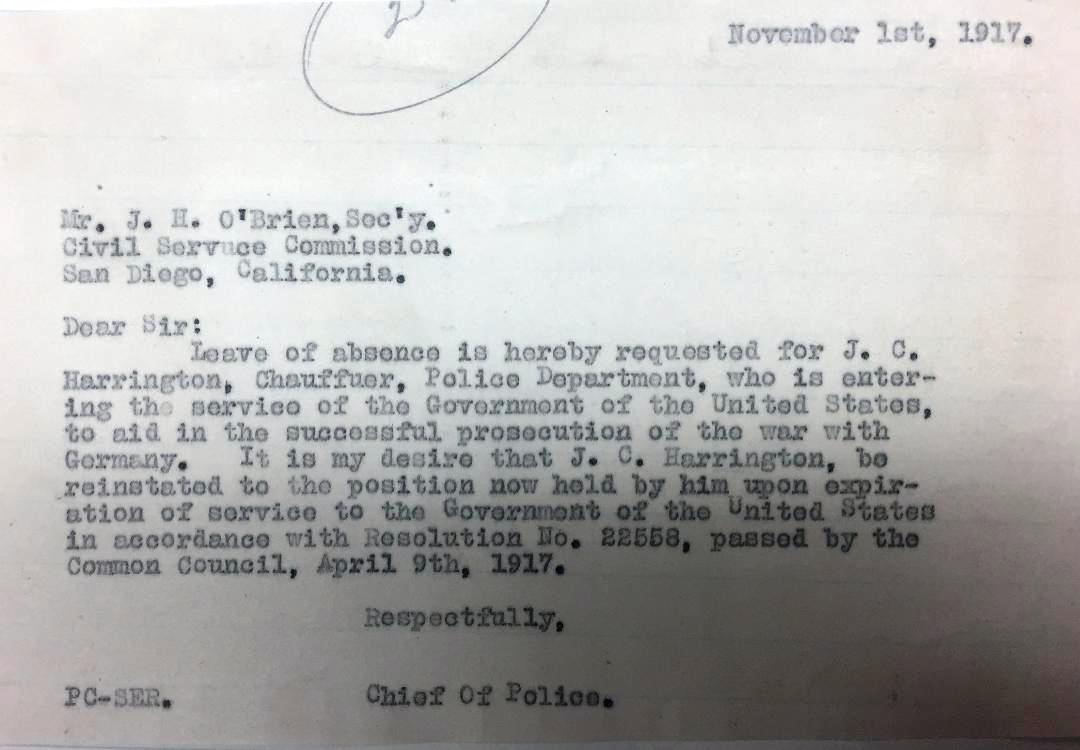 November 1st, 1917.
Mr. J. H. O'Brien,Sec'y.
Civil Servuce Commission.
San Diego, California.
Dear Sir:
Leave of absence is hereby requested for J. C.
Harrington, Chauffuer, Police Department, who is enter-
ing the service of the Government of the United States,
to aid in the successful prosecution of the war with
Germany. It is my desire that J. C. Harrington, be
reinstated to the position now held by him upon expir-
ation of service to the Government of the United States
in accordance with Resolution No. 22558, passed by the
Common Council, April 9th, 1917.
Respectfully,
PC-SER. Chief Of Police.